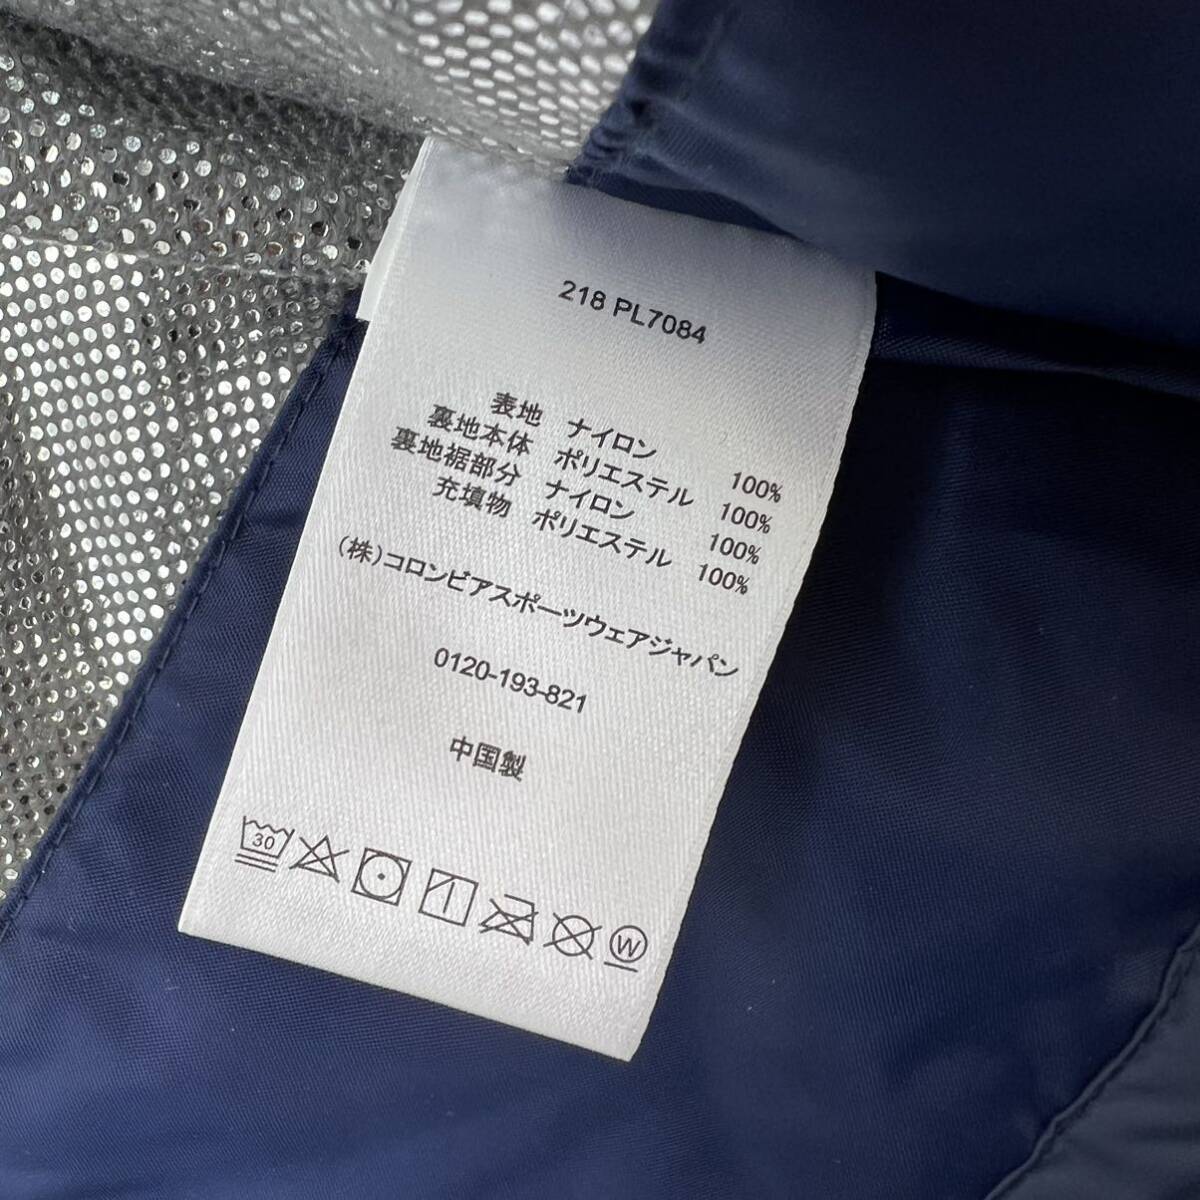 218 PL7084
表地 ナイロン 100%
裏地本体 ポリエステル 100%
裏地裾部分 ナイロン 100%
充填物 ポリエステル 100%
(株)コロンビアスポーツウェアジャパン
0120-193-821
中国製
30 W